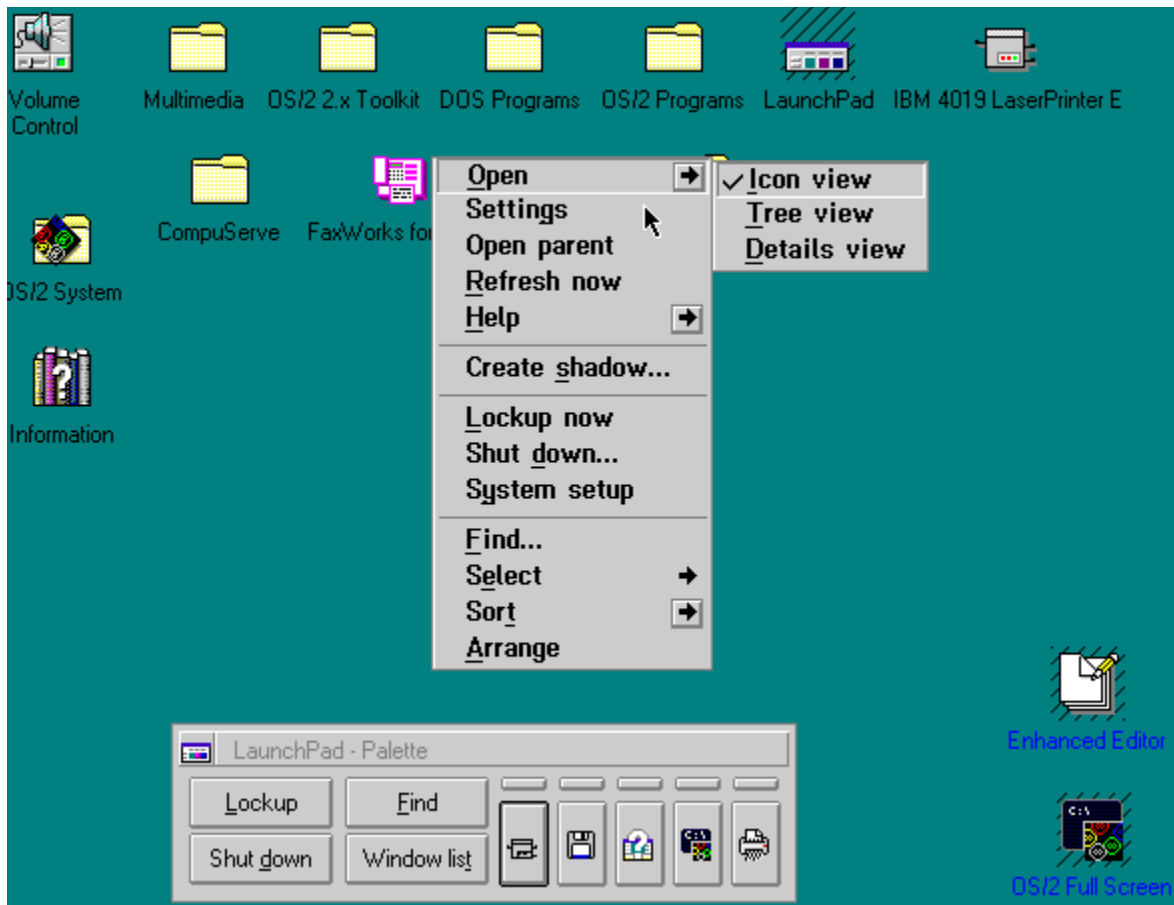 Volume
Control
Multimedia
OS/2 2.x Toolkit
DOS Programs
OS/2 Programs
LaunchPad
IBM 4019 LaserPrinter E
CompuServe
FaxWorks for
OS/2 System
Information
Open
Settings
Open parent
Refresh now
Help
Create shadow...
Lockup now
Shut down...
System setup
Find...
Select
Sort
Arrange
Icon view
Tree view
Details view
Enhanced Editor
C:\
OS/2 Full Screen
LaunchPad - Palette
Lockup
Find
Shut down
Window list
C:\